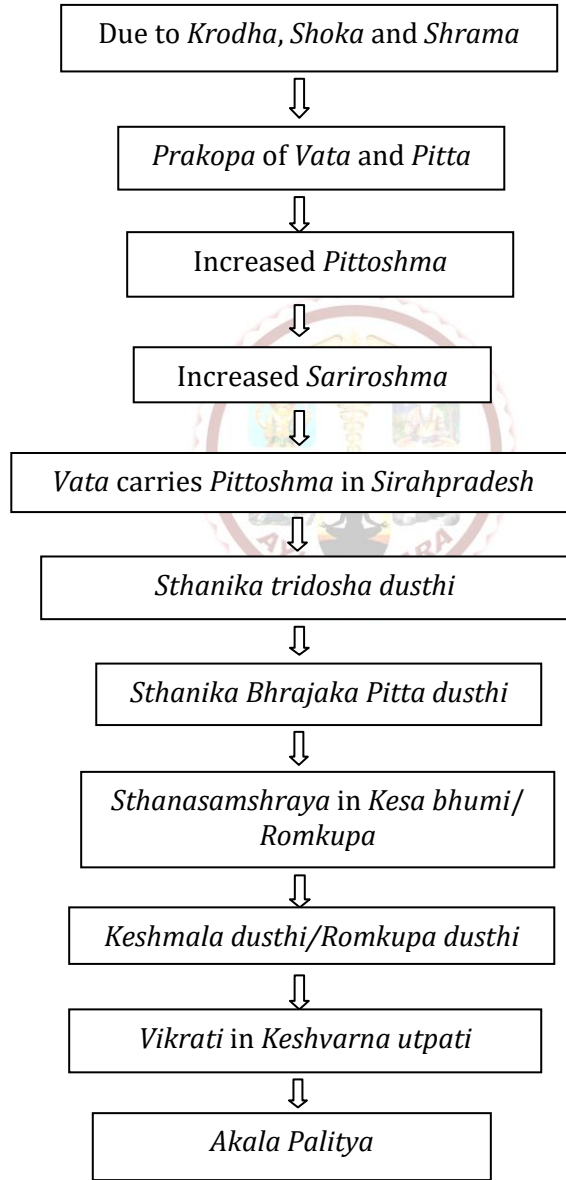 Due to Krodha, Shoka and Shrama
Prakopa of Vata and Pitta
Increased Pittoshma
Increased Sariroshma
Vata carries Pittoshma in Sirahpradesh
Sthanika tridosha dusthi
Sthanika Bhrajaka Pitta dusthi
Sthanasamshraya in Kesa bhumi/
Romkupa
Keshmala dusthi/Romkupa dusthi
Vikrati in Keshvarna utpati
Akala Palitya